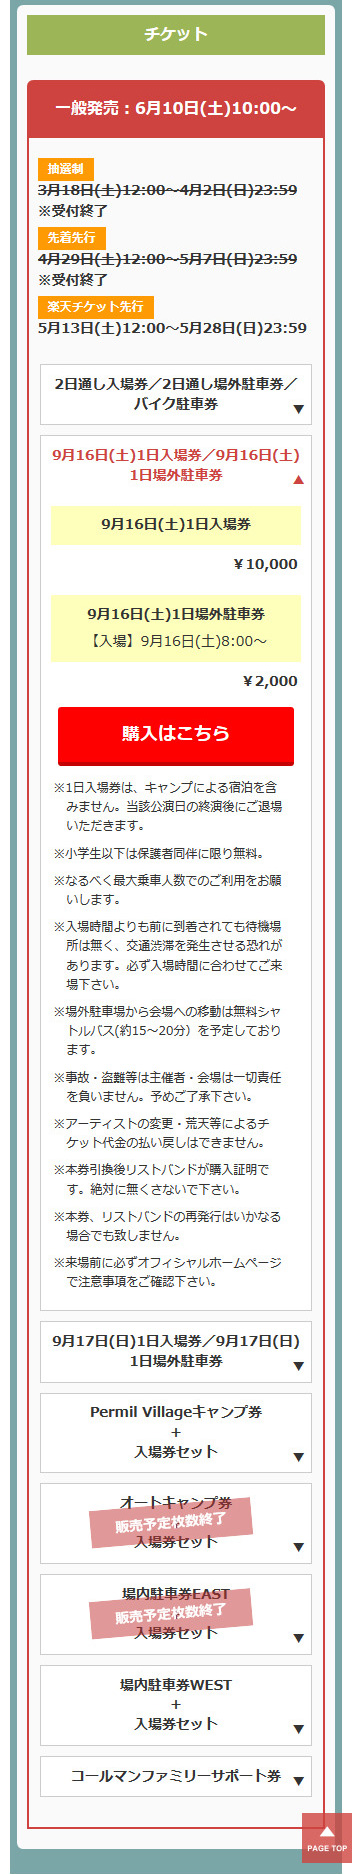 チケット
一般発売：6月10日(土)10:00～
抽選制
3月18日(土)12:00～4月2日(日)23:59
※受付終了
先着先行
4月29日(土)12:00～5月7日(日)23:59
※受付終了
楽天チケット先行
5月13日(土)12:00～5月28日(日)23:59
2日通し入場券／2日通し場外駐車券／
バイク駐車券
▼
9月16日(土)1日入場券／9月16日(土)
1日場外駐車券
▲
9月16日(土)1日入場券
￥10,000
9月16日(土)1日場外駐車券
【入場】9月16日(土)8:00～
￥2,000
購入はこちら
※1日入場券は、キャンプによる宿泊を含
みません。当該公演日の終演後にご退場
いただきます。
※小学生以下は保護者同伴に限り無料。
※なるべく最大乗車人数でのご利用をお願
いします。
※入場時間よりも前に到着されても待機場
所は無く、交通渋滞を発生させる恐れが
あります。必ず入場時間に合わせてご来
場下さい。
※場外駐車場から会場への移動は無料シャ
トルバス(約15～20分）を予定しており
ます。
※事故・盗難等は主催者・会場は一切責任
を負いません。予めご了承下さい。
※アーティストの変更・荒天等によるチ
ケット代金の払い戻しはできません。
※本券引換後リストバンドが購入証明で
す。絶対に無くさないで下さい。
※本券、リストバンドの再発行はいかなる
場合でも致しません。
※来場前に必ずオフィシャルホームページ
で注意事項をご確認下さい。
9月17日(日)1日入場券／9月17日(日)
1日場外駐車券
▼
Permil Villageキャンプ券
+
入場券セット
▼
オートキャンプ券
販売予定枚数終了
入場券セット
▼
場内駐車券EAST
販売予定枚数終了
入場券セット
▼
場内駐車券WEST
+
入場券セット
▼
コールマンファミリーサポート券
▼
PAGE TOP